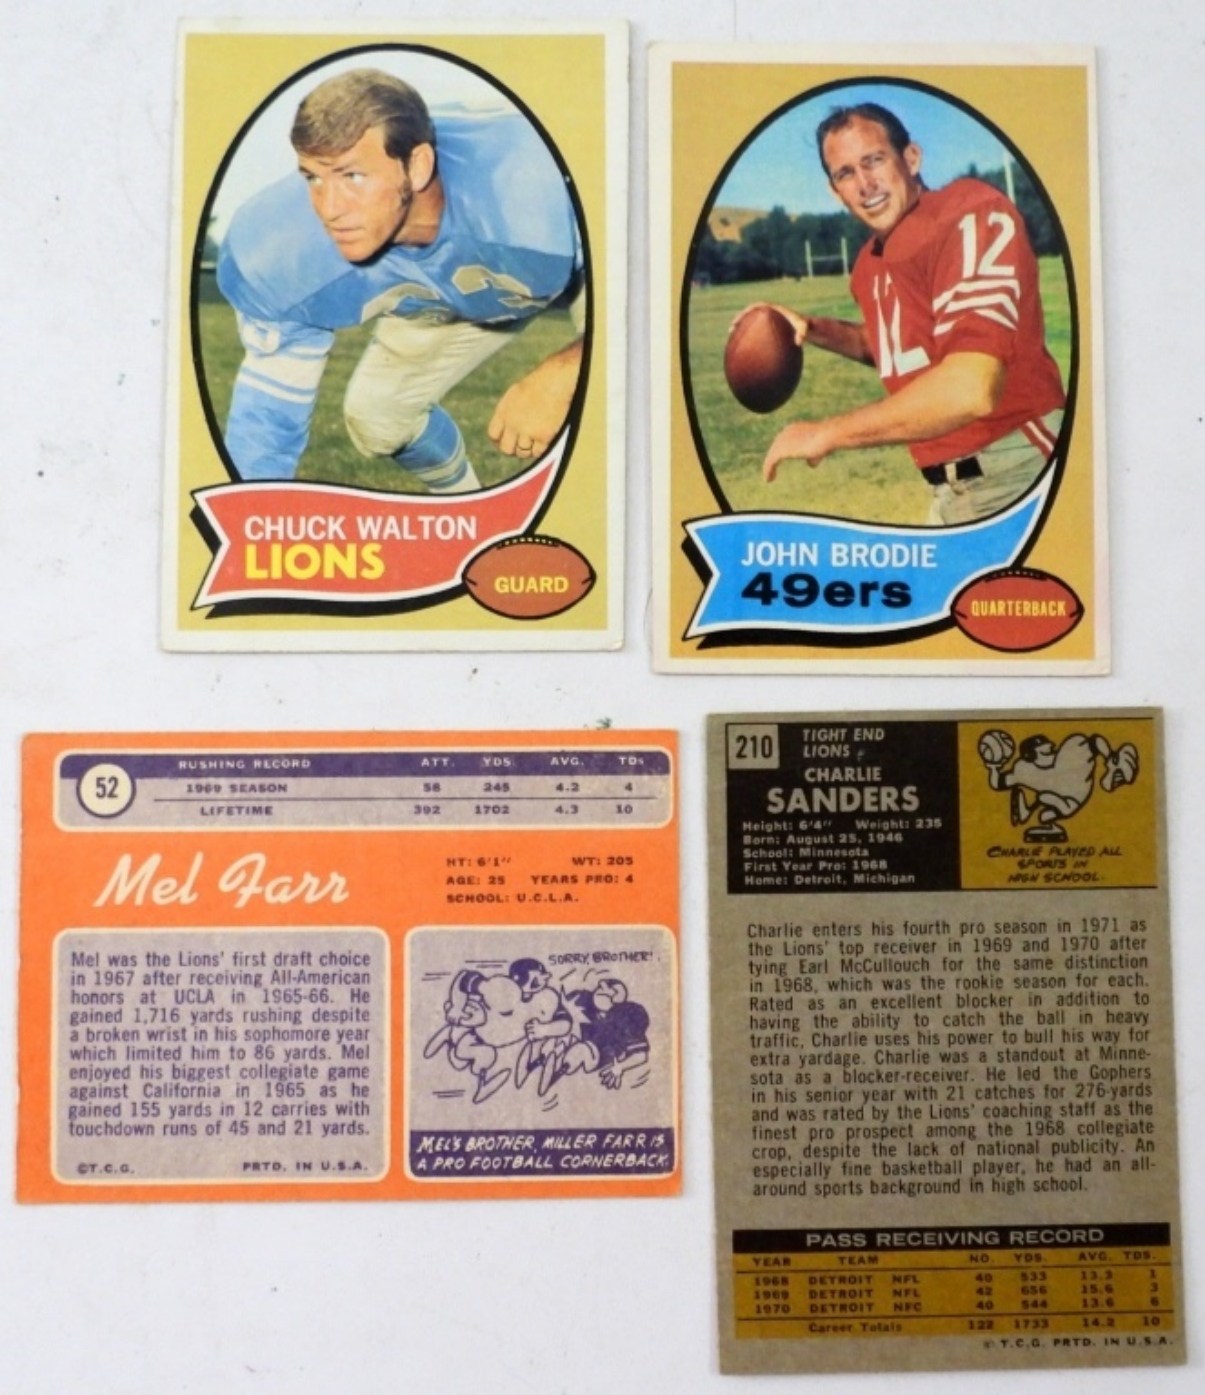 CHUCK WALTON
LIONS
GUARD
12
12
JOHN BRODIE
49ers
QUARTERBACK
52
RUSHING RECORD ATT. YDS. AVG. TDs
1969 SEASON 58 245 4.2 4
LIFETIME 392 1702 4.3 10
Mel Farr
HT: 6'1" WT: 205
AGE: 25 YEARS PRO: 4
SCHOOL: U.C.L.A.
Mel was the Lions' first draft choice
in 1967 after receiving All-American
honors at UCLA in 1965-66. He
gained 1,716 yards rushing despite
a broken wrist in his sophomore year
which limited him to 86 yards. Mel
enjoyed his biggest collegiate game
against California in 1965 as he
gained 155 yards in 12 carries with
touchdown runs of 45 and 21 yards.
©T.C.G. PRTD. IN U.S.A.
SORRY, BROTHER!
MEL'S BROTHER, MILLER FARR IS
A PRO FOOTBALL CORNERBACK.
210
TIGHT END
LIONS
CHARLIE
SANDERS
Height: 6'4" Weight: 235
Born: August 25, 1946
School: Minnesota
First Year Pro: 1968
Home: Detroit, Michigan
CHARLIE PLAYED ALL
SPORTS IN
HIGH SCHOOL.
Charlie enters his fourth pro season in 1971 as
the Lions' top receiver in 1969 and 1970 after
tying Earl McCullouch for the same distinction
in 1968, which was the rookie season for each.
Rated as an excellent blocker in addition to
having the ability to catch the ball in heavy
traffic, Charlie uses his power to bull his way for
extra yardage. Charlie was a standout at Minne-
sota as a blocker-receiver. He led the Gophers
in his senior year with 21 catches for 276-yards
and was rated by the Lions' coaching staff as the
finest pro prospect among the 1968 collegiate
crop, despite the lack of national publicity. An
especially fine basketball player, he had an all-
around sports background in high school.
PASS RECEIVING RECORD
YEAR TEAM NO. YDS. AVG. TDS.
1968 DETROIT NFL 40 533 13.3 1
1969 DETROIT NFL 42 656 15.6 3
1970 DETROIT NFC 40 544 13.6 6
Career Totals 122 1733 14.2 10
© T.C.G. PRTD. IN U.S.A.